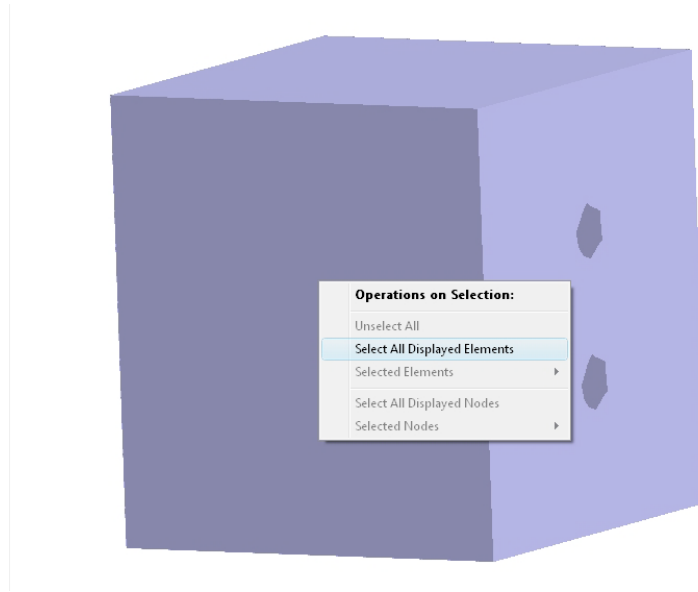 Operations on Selection:
Unselect All
Select All Displayed Elements
Selected Elements
Select All Displayed Nodes
Selected Nodes